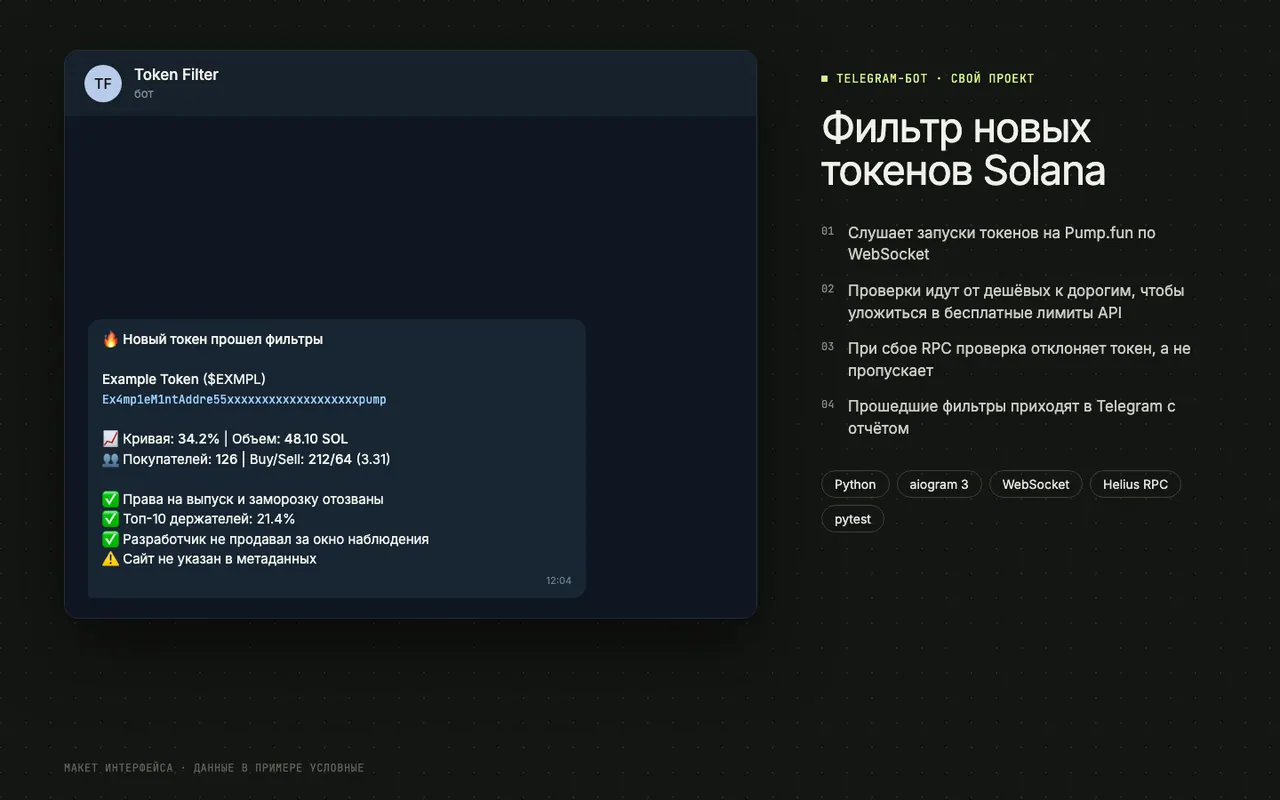 TF
Token Filter
бот
🔥 Новый токен прошел фильтры
Example Token ($EXMPL)
Ex4mp1eM1ntAddre55xxxxxxxxxxxxxxxxxxxpump
📈 Кривая: 34.2% | Объем: 48.10 SOL
👥 Покупателей: 126 | Buy/Sell: 212/64 (3.31)
✅ Права на выпуск и заморозку отозваны
✅ Топ-10 держателей: 21.4%
✅ Разработчик не продавал за окно наблюдения
⚠️ Сайт не указан в метаданных
12:04
TELEGRAM-БОТ · СВОЙ ПРОЕКТ
Фильтр новых
токенов Solana
01 Слушает запуски токенов на Pump.fun по
WebSocket
02 Проверки идут от дешёвых к дорогим, чтобы
уложиться в бесплатные лимиты API
03 При сбое RPC проверка отклоняет токен, а не
пропускает
04 Прошедшие фильтры приходят в Telegram с
отчётом
Python aiogram 3 WebSocket Helius RPC
pytest
МАКЕТ ИНТЕРФЕЙСА · ДАННЫЕ В ПРИМЕРЕ УСЛОВНЫЕ